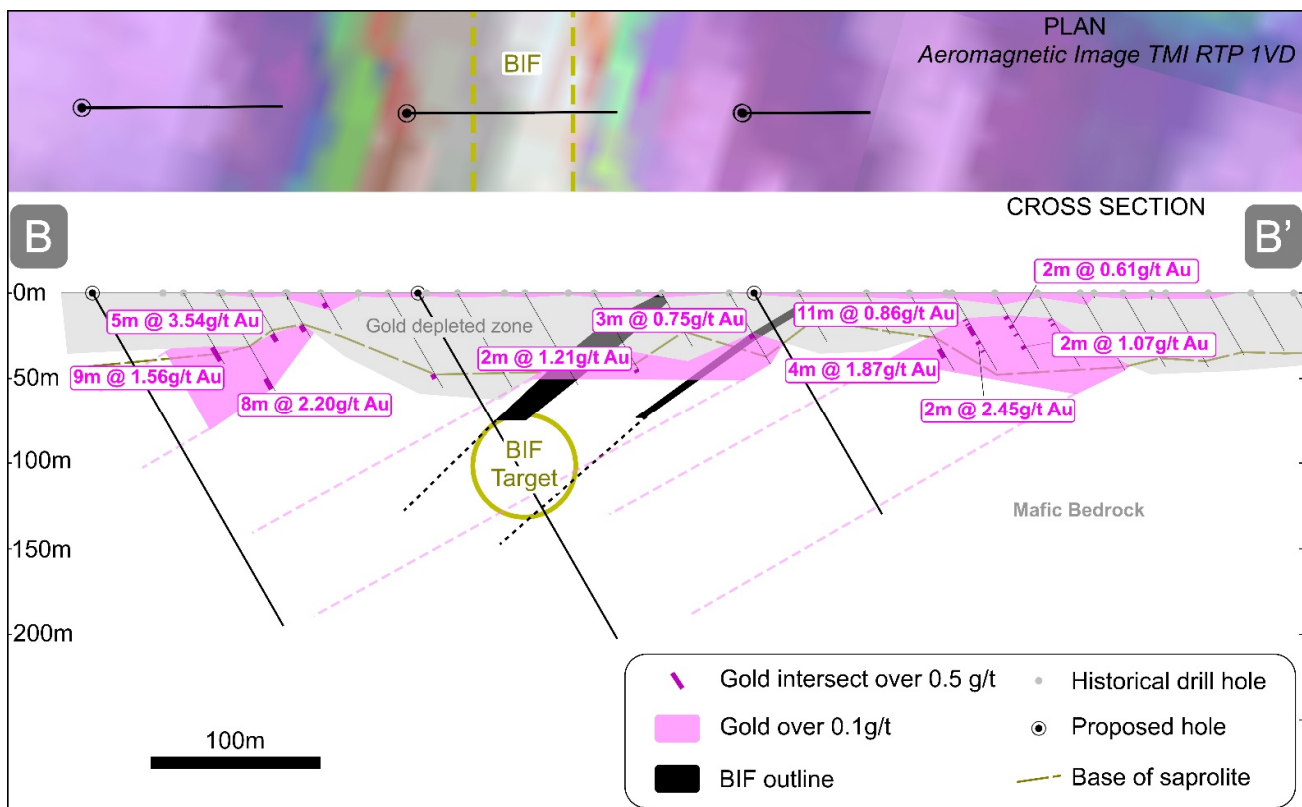 PLAN
Aeromagnetic Image TMI RTP 1VD
BIF
CROSS SECTION
B
B'
0m
50m
100m
150m
200m
2m @ 0.61g/t Au
5m @ 3.54g/t Au
Gold depleted zone
3m @ 0.75g/t Au
11m @ 0.86g/t Au
2m @ 1.21g/t Au
2m @ 1.07g/t Au
9m @ 1.56g/t Au
4m @ 1.87g/t Au
8m @ 2.20g/t Au
2m @ 2.45g/t Au
BIF
Target
Mafic Bedrock
100m
Gold intersect over 0.5 g/t
Gold over 0.1g/t
BIF outline
Historical drill hole
Proposed hole
Base of saprolite